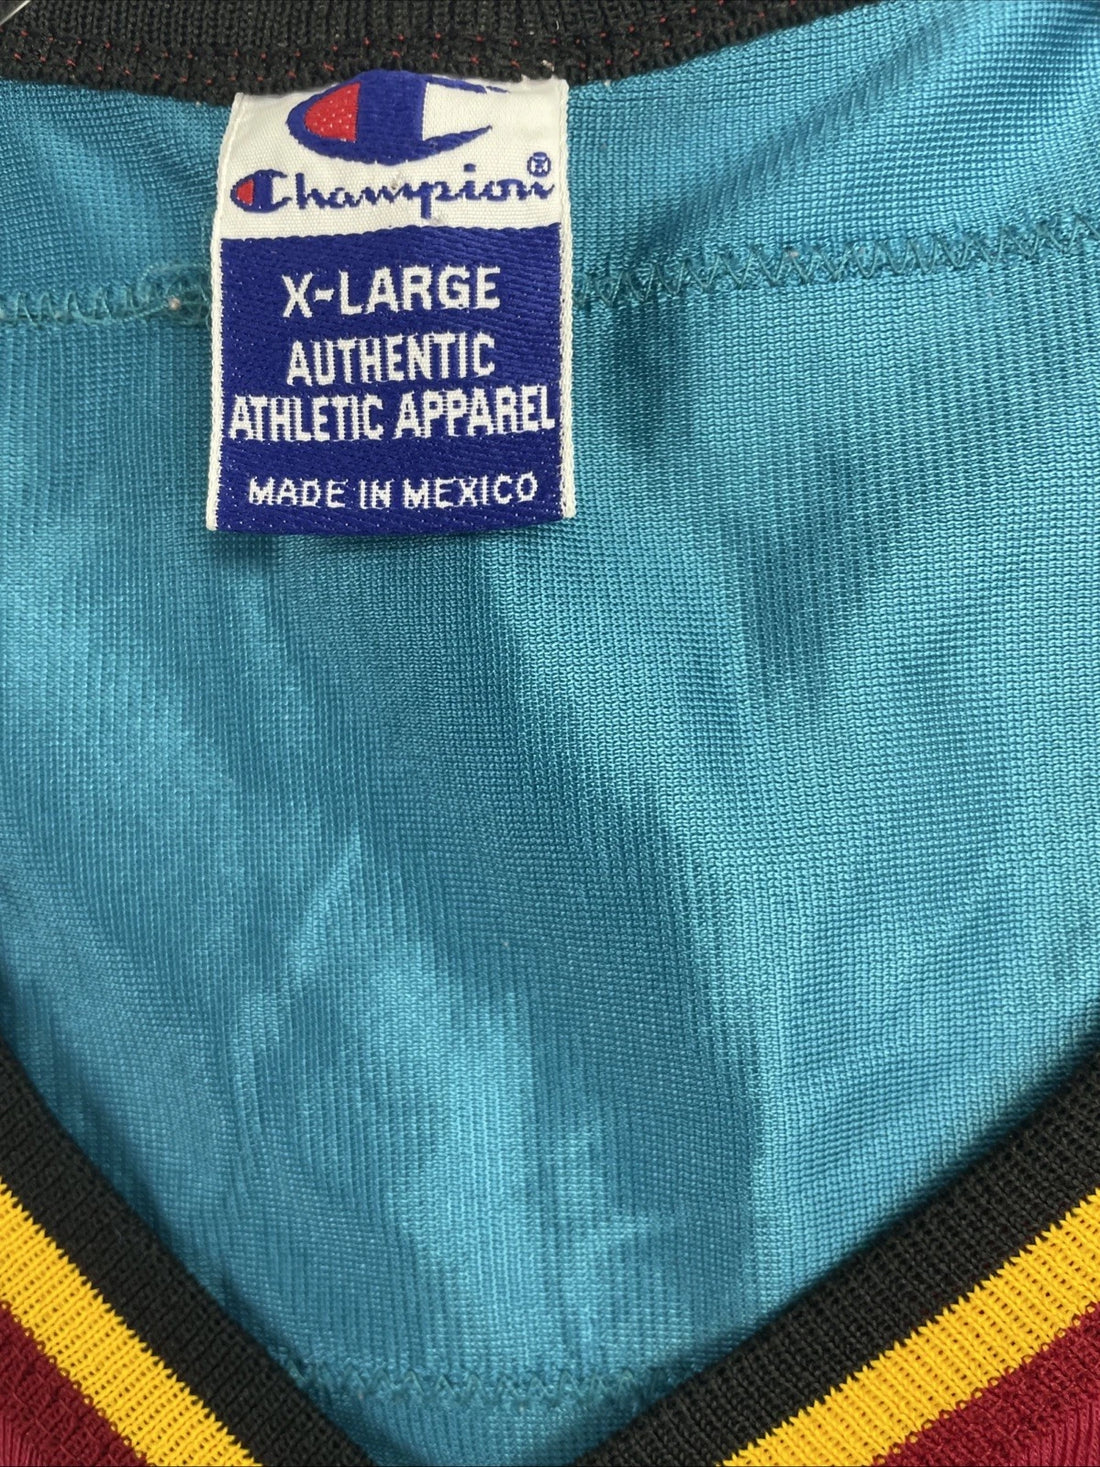 Champion®
X-LARGE
AUTHENTIC
ATHLETIC APPAREL
MADE IN MEXICO